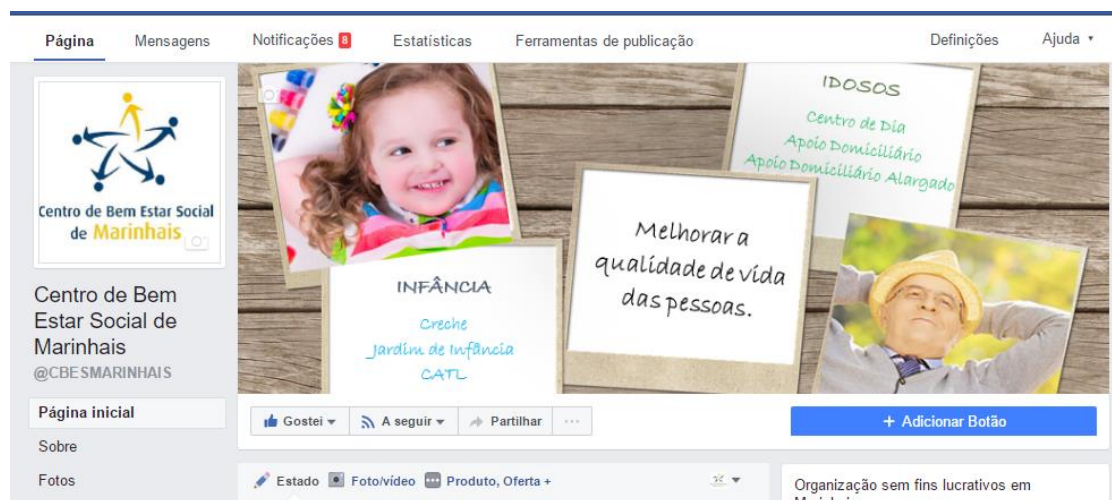 Página Mensagens Notificações 8 Estatísticas Ferramentas de publicação Definições Ajuda
Centro de Bem Estar Social
de Marinhais
Centro de Bem
Estar Social de
Marinhais
@CBESMARINHAIS
Página inicial
Sobre
Fotos
INFÂNCIA
Creche
Jardim de Infância
CATL
Melhorar a
qualidade de vida
das pessoas.
IDOSOS
Centro de Dia
Apoio Domiciliário
Apoio Domiciliário Alargado
Gostei A seguir Partilhar ...
+ Adicionar Botão
Estado Foto/vídeo Produto, Oferta +
Organização sem fins lucrativos em